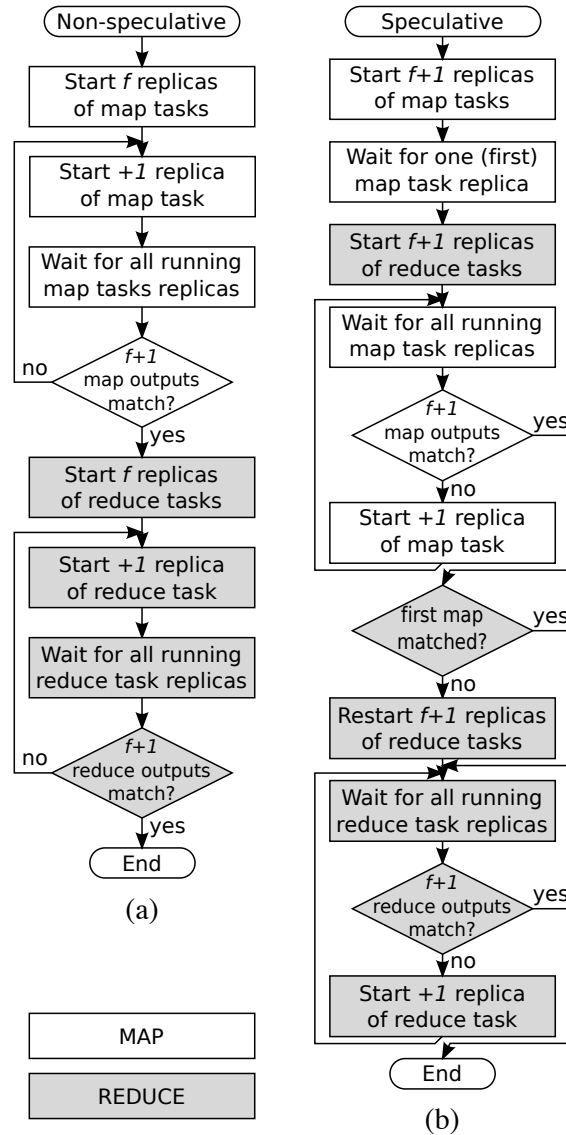 Non-speculative
Start f replicas
of map tasks
Start +1 replica
of map task
Wait for all running
map tasks replicas
f+1
map outputs
match?
no
yes
Start f replicas
of reduce tasks
Start +1 replica
of reduce task
Wait for all running
reduce task replicas
f+1
reduce outputs
match?
no
yes
End
(a)
MAP
REDUCE
Speculative
Start f+1 replicas
of map tasks
Wait for one (first)
map task replica
Start f+1 replicas
of reduce tasks
Wait for all running
map task replicas
f+1
map outputs
match?
yes
no
Start +1 replica
of map task
first map
matched?
yes
no
Restart f+1 replicas
of reduce tasks
Wait for all running
reduce task replicas
f+1
reduce outputs
match?
yes
no
Start +1 replica
of reduce task
End
(b)